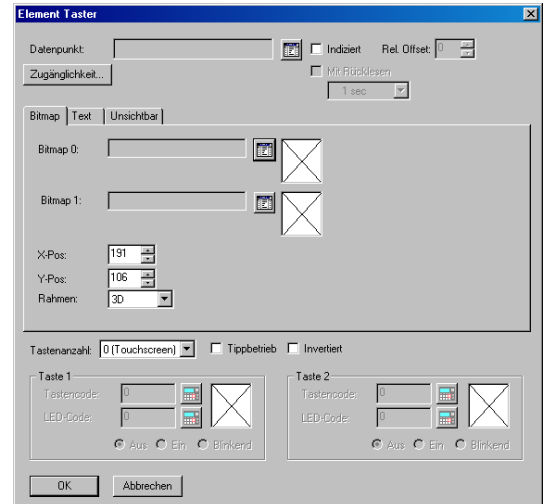 Element Taster
Datenpunkt: Indiziert Rel. Offset: 0
Zugänglichkeit... Mit Rücklesen
1 sec
Bitmap Text Unsichtbar
Bitmap 0:
Bitmap 1:
X-Pos: 191
Y-Pos: 106
Rahmen: 3D
Tastenanzahl: 0 (Touchscreen) Tippbetrieb Invertiert
Taste 1 Taste 2
Tastencode: 0 Tastencode: 0
LED-Code: 0 LED-Code: 0
Aus Ein Blinkend Aus Ein Blinkend
OK Abbrechen